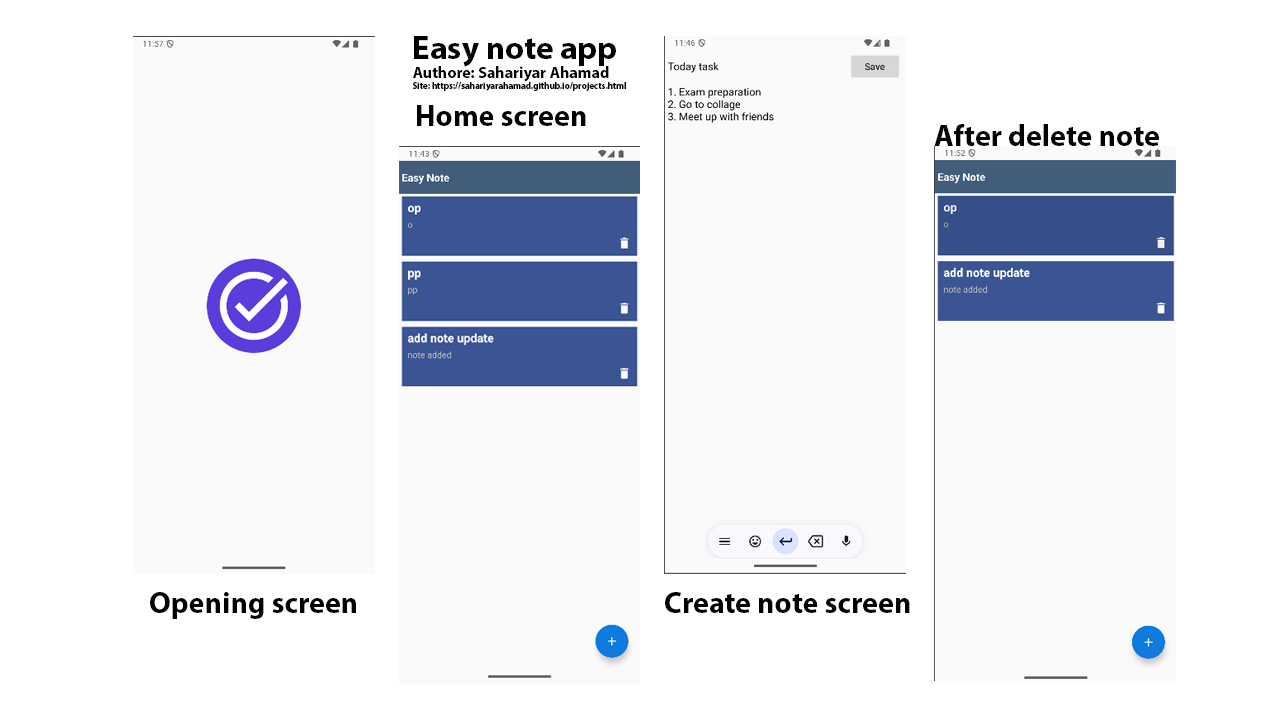 11:57
Opening screen
Easy note app
Authore: Sahariyar Ahamad
Site: https://sahariyarahamad.github.io/projects.html
Home screen
11:43
Easy Note
op
o
pp
pp
add note update
note added
+
11:46
Today task
Save
1. Exam preparation
2. Go to collage
3. Meet up with friends
Create note screen
After delete note
11:52
Easy Note
op
o
add note update
note added
+